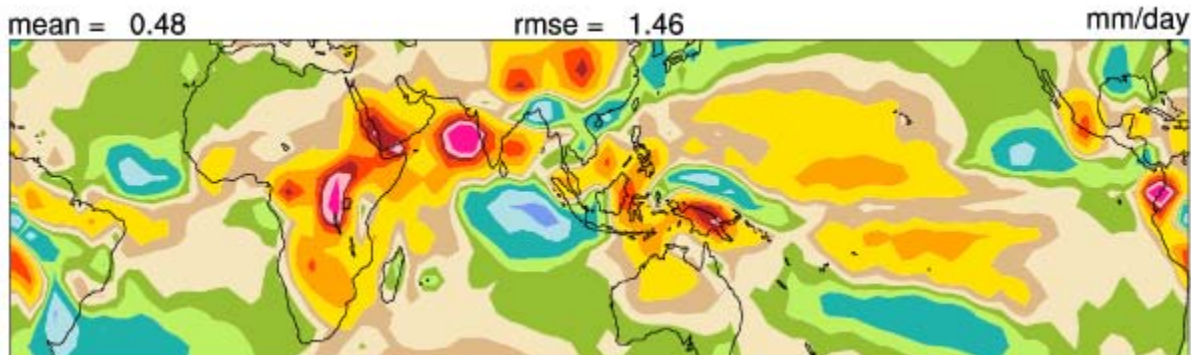 mean = 0.48 rmse = 1.46 mm/day